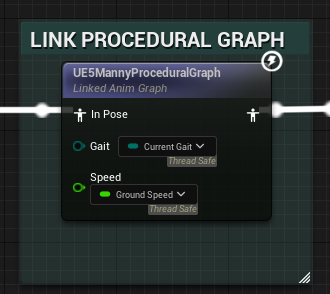 LINK PROCEDURAL GRAPH
UE5MannyProceduralGraph
Linked Anim Graph
In Pose
Gait
Current Gait
Thread Safe
Speed
Ground Speed
Thread Safe